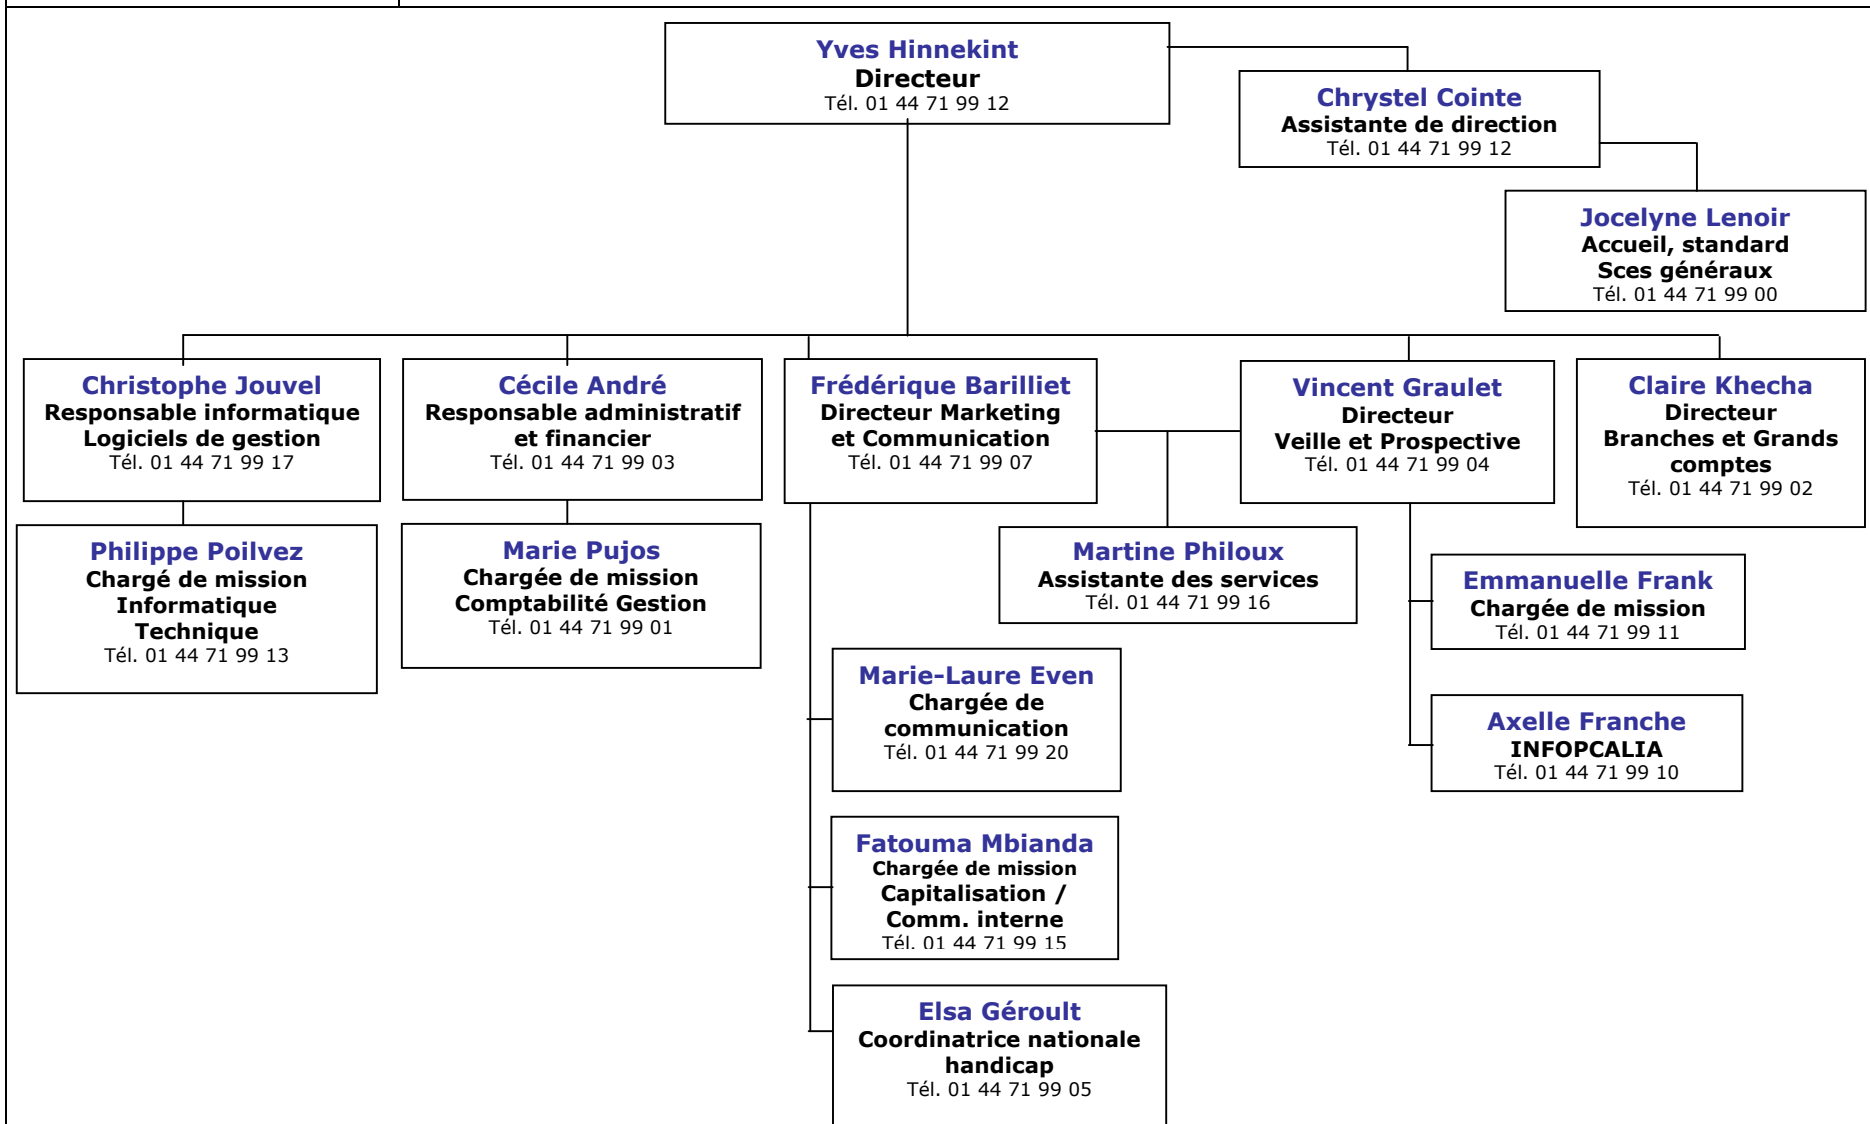 Yves Hinnekint
Directeur
Tél. 01 44 71 99 12
Chrystel Cointe
Assistante de direction
Tél. 01 44 71 99 12
Jocelyne Lenoir
Accueil, standard
Sces généraux
Tél. 01 44 71 99 00
Christophe Jouvel
Responsable informatique
Logiciels de gestion
Tél. 01 44 71 99 17
Cécile André
Responsable administratif
et financier
Tél. 01 44 71 99 03
Frédérique Barilliet
Directeur Marketing
et Communication
Tél. 01 44 71 99 07
Vincent Graulet
Directeur
Veille et Prospective
Tél. 01 44 71 99 04
Claire Khecha
Directeur
Branches et Grands
comptes
Tél. 01 44 71 99 02
Philippe Poilvez
Chargé de mission
Informatique
Technique
Tél. 01 44 71 99 13
Marie Pujos
Chargée de mission
Comptabilité Gestion
Tél. 01 44 71 99 01
Martine Philoux
Assistante des services
Tél. 01 44 71 99 16
Emmanuelle Frank
Chargée de mission
Tél. 01 44 71 99 11
Marie-Laure Even
Chargée de
communication
Tél. 01 44 71 99 20
Axelle Franche
INFOPCALIA
Tél. 01 44 71 99 10
Fatouma Mbianda
Chargée de mission
Capitalisation /
Comm. interne
Tél. 01 44 71 99 15
Elsa Géroult
Coordinatrice nationale
handicap
Tél. 01 44 71 99 05